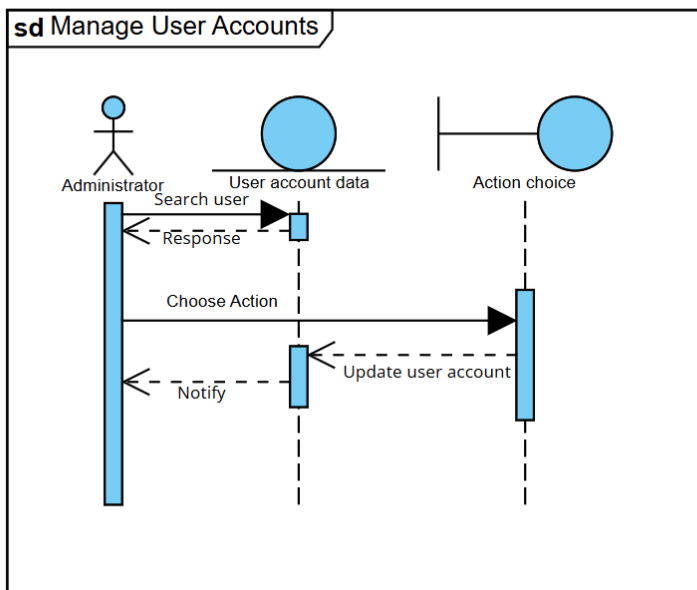 sd Manage User Accounts
Administrator
User account data
Action choice
Search user
Response
Choose Action
Update user account
Notify